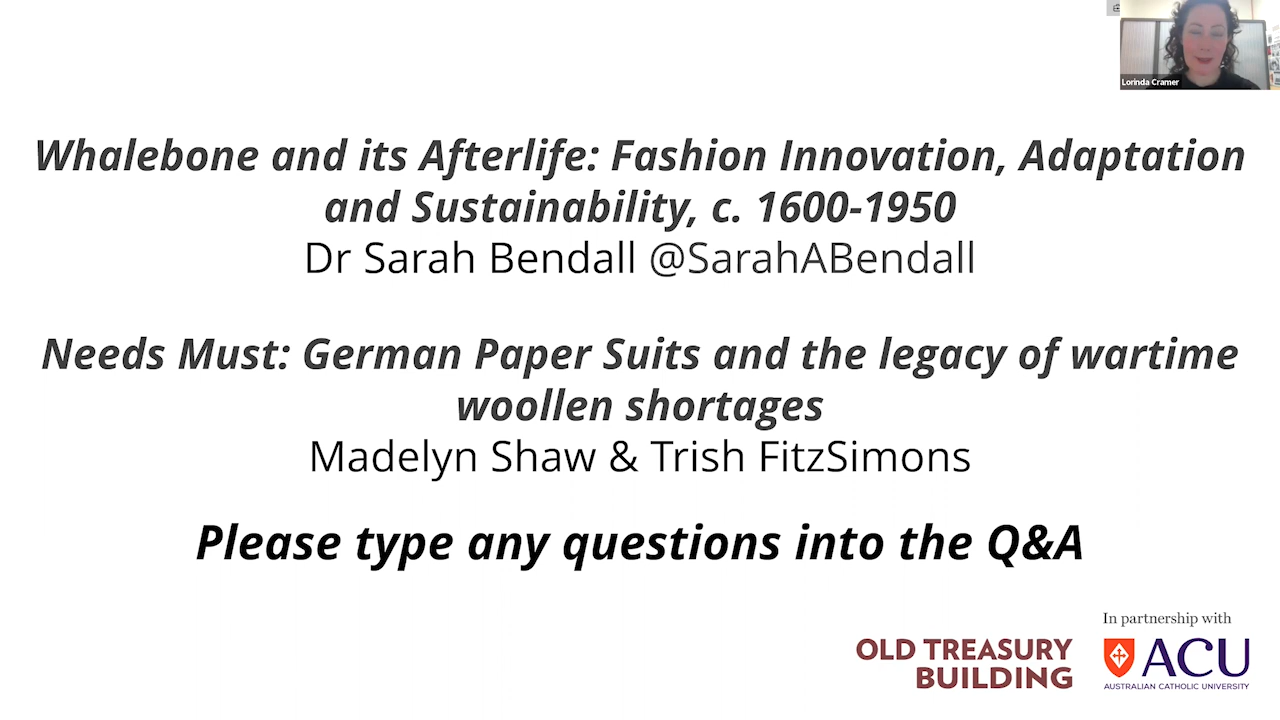 Lorinda Cramer
Whalebone and its Afterlife: Fashion Innovation, Adaptation
and Sustainability, c. 1600-1950
Dr Sarah Bendall @SarahABendall
Needs Must: German Paper Suits and the legacy of wartime
woollen shortages
Madelyn Shaw & Trish FitzSimons
Please type any questions into the Q&A
OLD TREASURY
BUILDING
In partnership with
ACU
AUSTRALIAN CATHOLIC UNIVERSITY